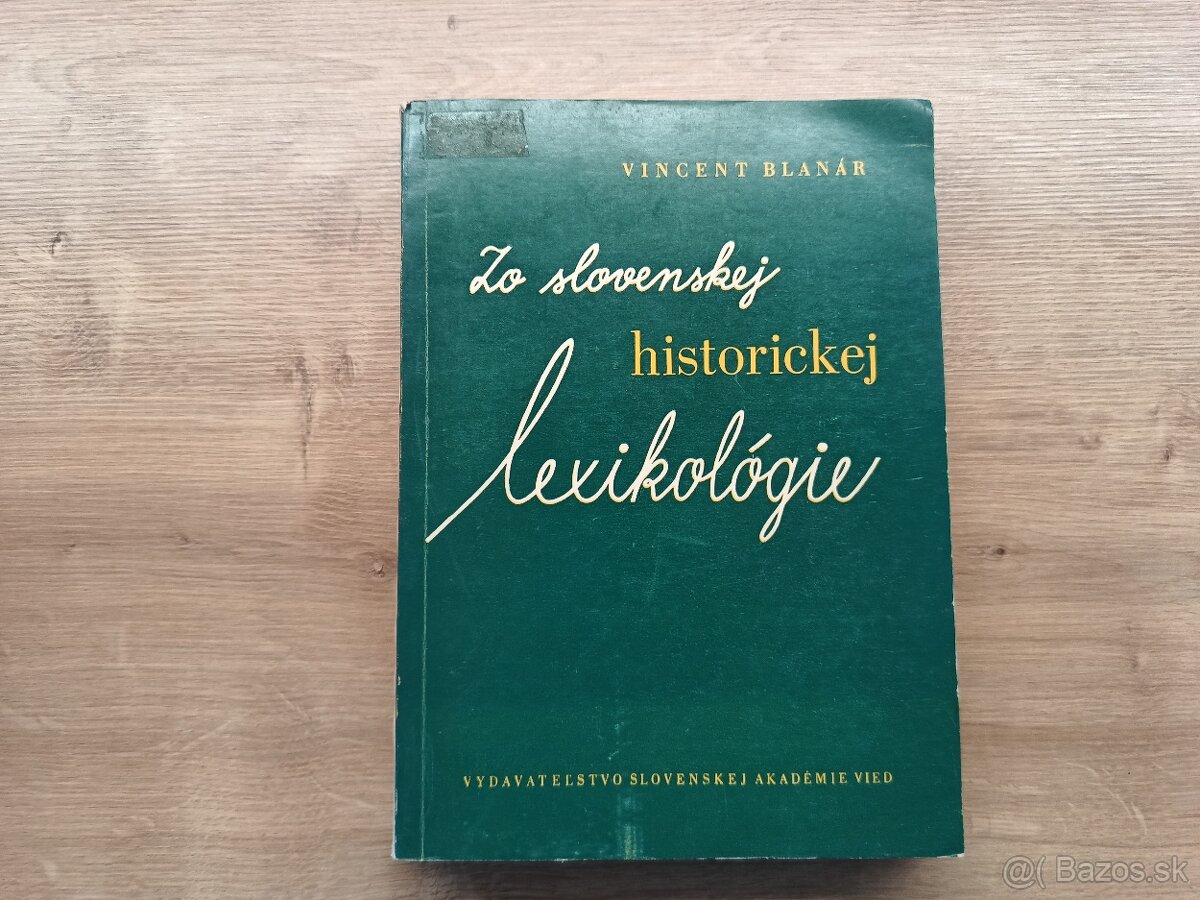 VINCENT BLANÁR
Zo slovenskej
historickej
lexikológie
VYDAVATEĽSTVO SLOVENSKEJ AKADÉMIE VIED
@( Bazos.sk